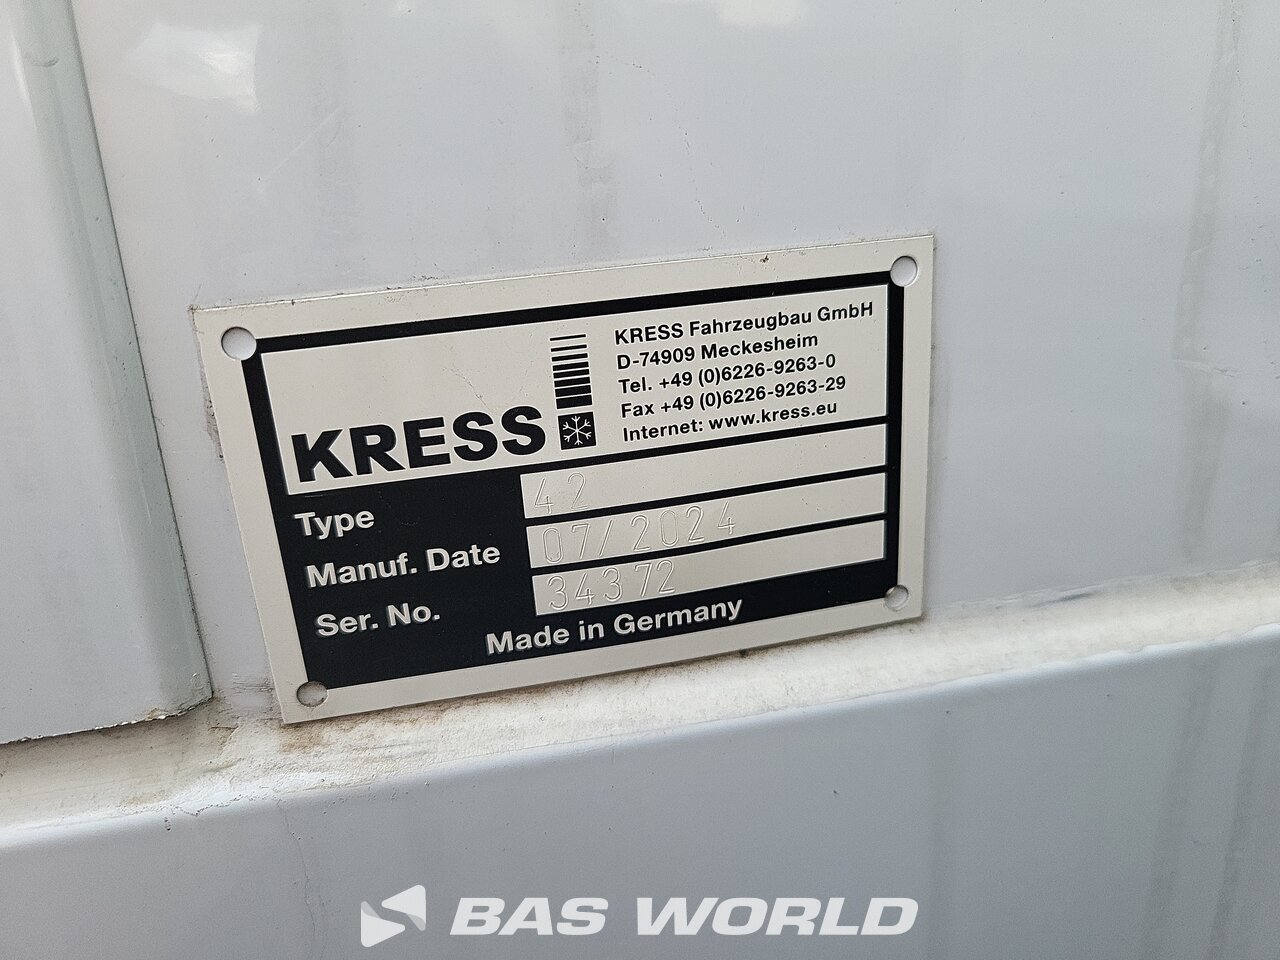 KRESS Fahrzeugbau GmbH
D-74909 Meckesheim
Tel. +49 (0)6226-9263-0
Fax +49 (0)6226-9263-29
Internet: www.kress.eu
KRESS
Type 42
Manuf. Date 07/2024
Ser. No. 34372
Made in Germany
BAS WORLD